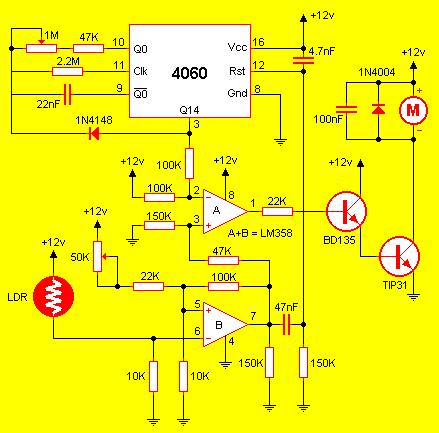 +12v
1M
47K
10
Q0
Vcc
16
4.7nF
2.2M
11
Clk
4060
Rst
12
1N4004
22nF
9
Q0
Gnd
8
Q14
3
100nF
M
+
−
1N4148
100K
+12v
+12v
+12v
+12v
100K
2
−
A
8
1
22K
150K
3
+
A+B = LM358
BD135
TIP31
+12v
+12v
50K
47K
22K
100K
LDR
5
+
B
7
47nF
6
−
4
10K
10K
150K
150K